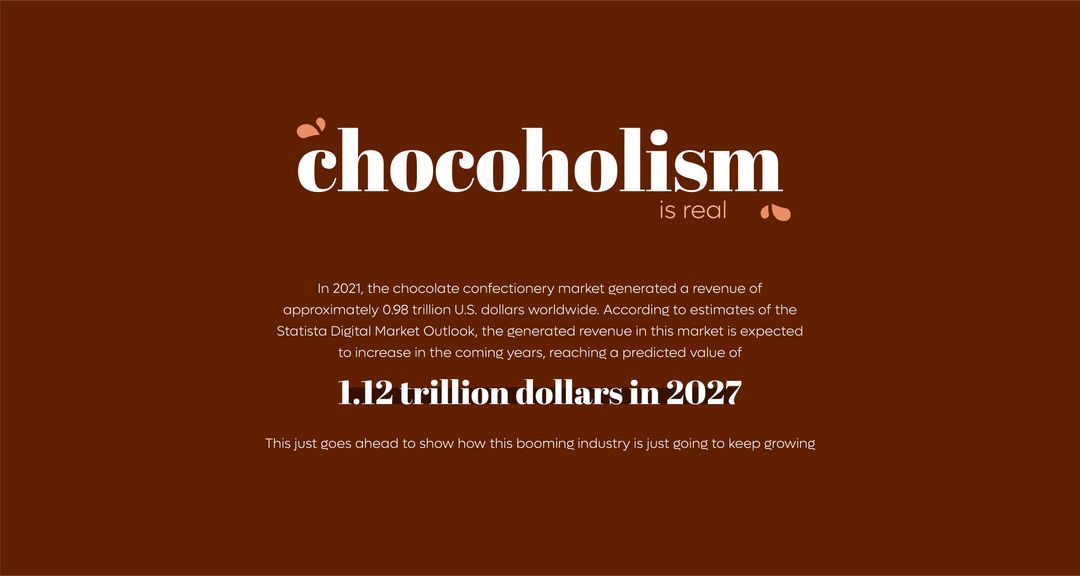 chocoholism
is real
In 2021, the chocolate confectionery market generated a revenue of
approximately 0.98 trillion U.S. dollars worldwide. According to estimates of the
Statista Digital Market Outlook, the generated revenue in this market is expected
to increase in the coming years, reaching a predicted value of
1.12 trillion dollars in 2027
This just goes ahead to show how this booming industry is just going to keep growing